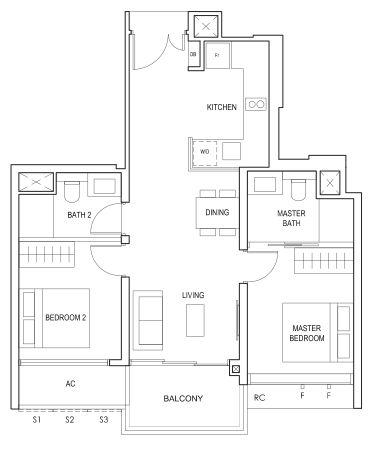 DB
F1
KITCHEN
WD
DINING
BATH 2
MASTER
BATH
LIVING
BEDROOM 2
MASTER
BEDROOM
AC
BALCONY
RC
F
F
S1
S2
S3